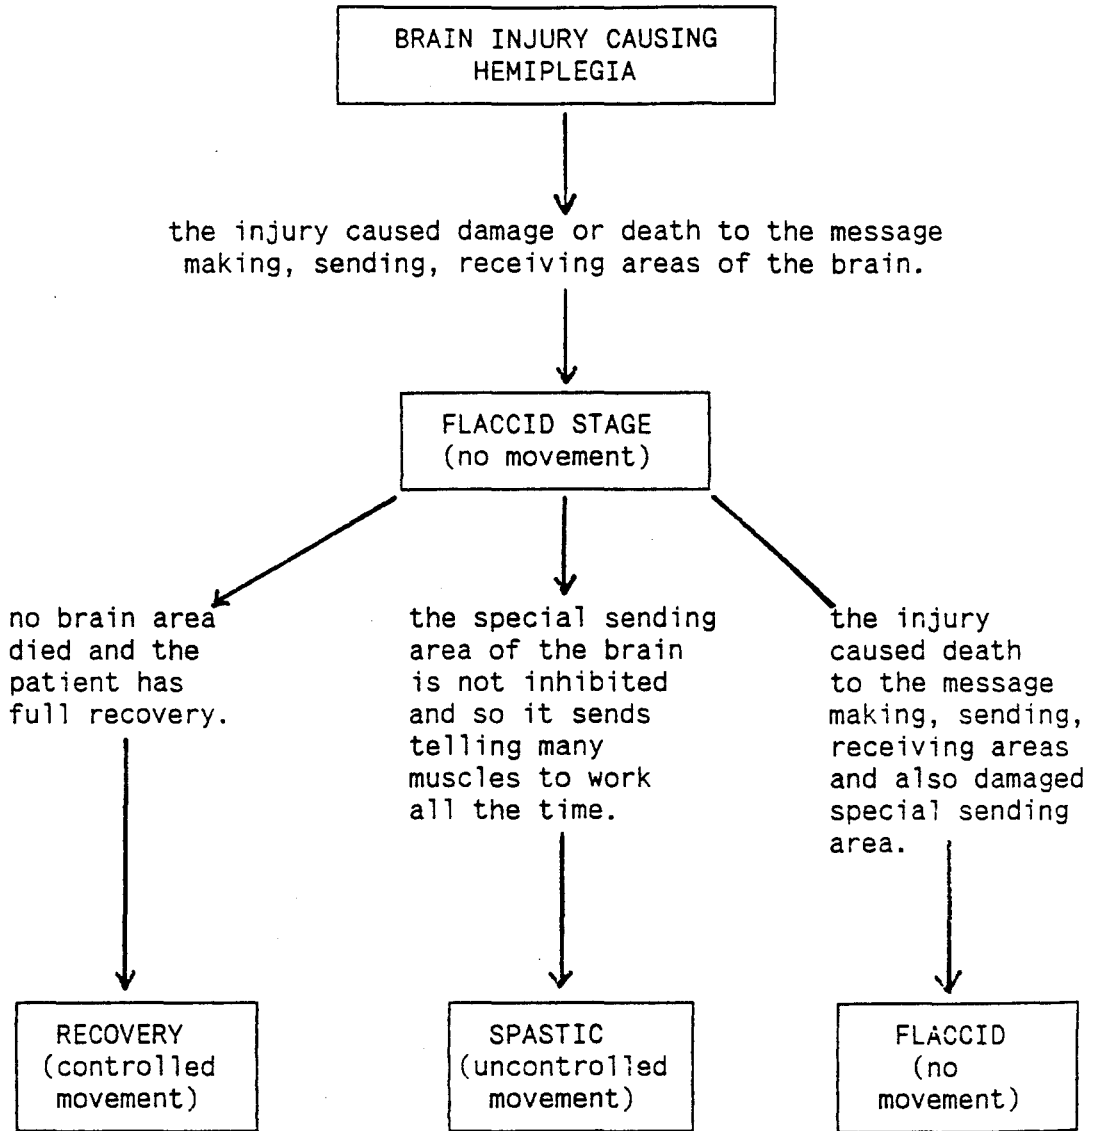 BRAIN INJURY CAUSING
HEMIPLEGIA
the injury caused damage or death to the message
making, sending, receiving areas of the brain.
FLACCID STAGE
(no movement)
no brain area
died and the
patient has
full recovery.
the special sending
area of the brain
is not inhibited
and so it sends
telling many
muscles to work
all the time.
the injury
caused death
to the message
making, sending,
receiving areas
and also damaged
special sending
area.
RECOVERY
(controlled
movement)
SPASTIC
(uncontrolled
movement)
FLACCID
(no
movement)